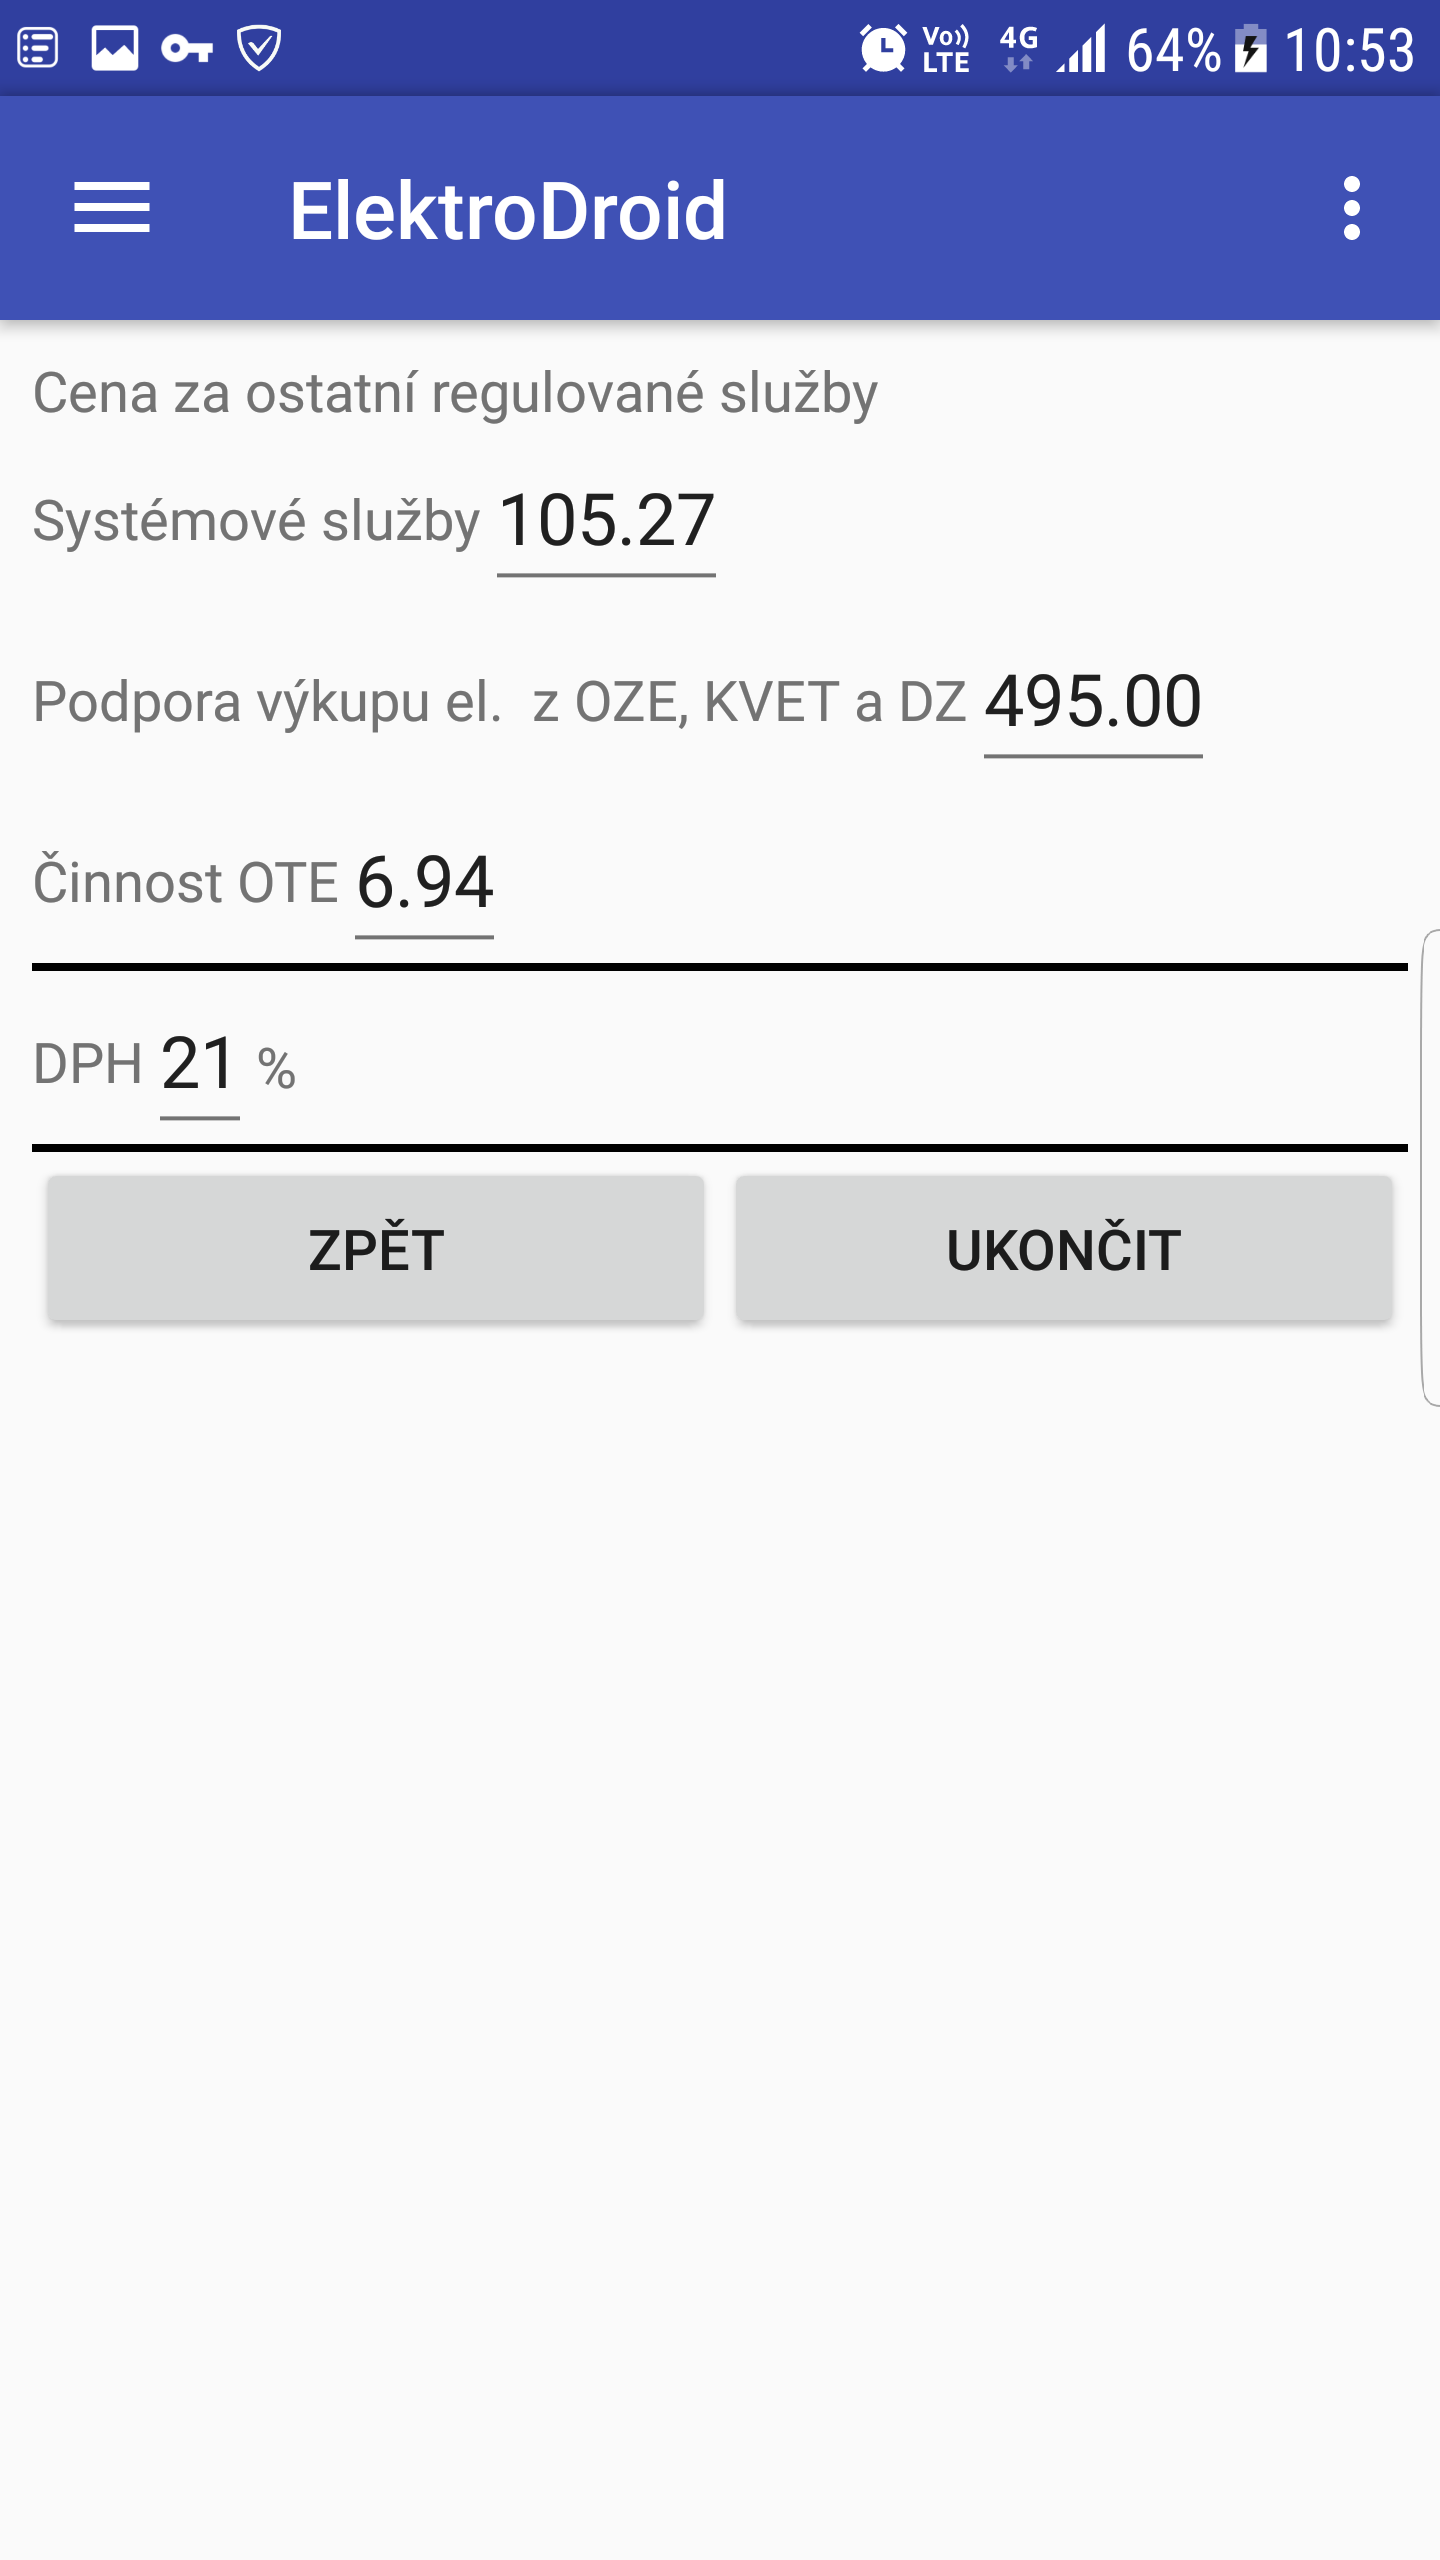 Vo)) LTE 4G 64% 10:53
ElektroDroid
Cena za ostatní regulované služby
Systémové služby 105.27
Podpora výkupu el.  z OZE, KVET a DZ 495.00
Činnost OTE 6.94
DPH 21 %
ZPĚT UKONČIT